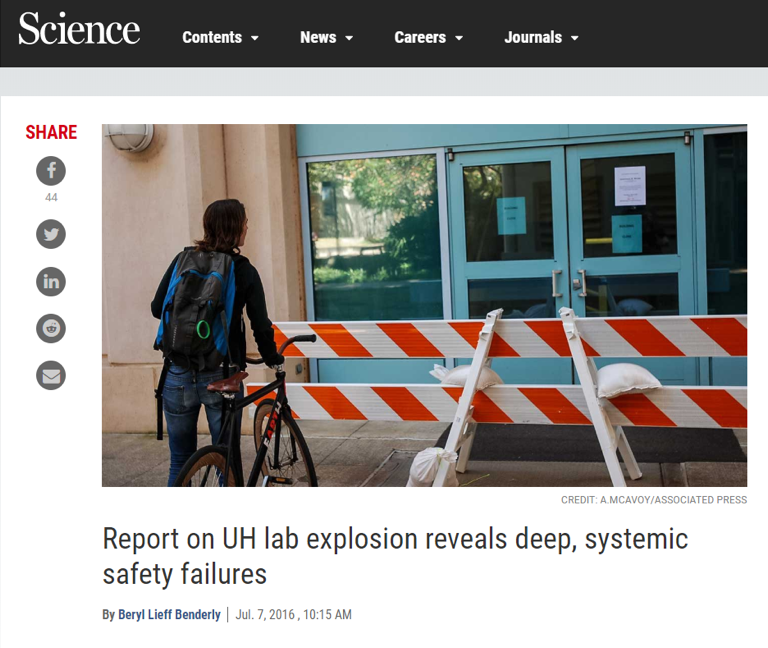 Science
Contents
News
Careers
Journals
SHARE
44
CREDIT: A.MCAVOY/ASSOCIATED PRESS
Report on UH lab explosion reveals deep, systemic
safety failures
By Beryl Lieff Benderly | Jul. 7, 2016 , 10:15 AM